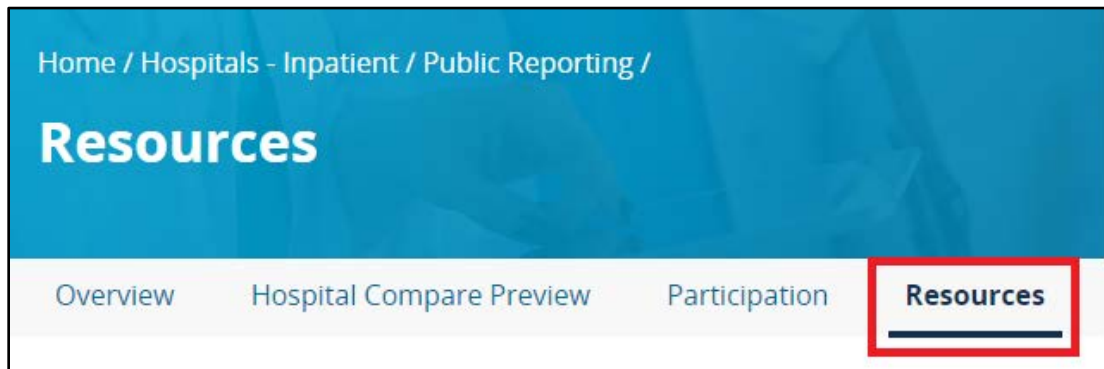 Home / Hospitals - Inpatient / Public Reporting /
Resources
Overview Hospital Compare Preview Participation Resources